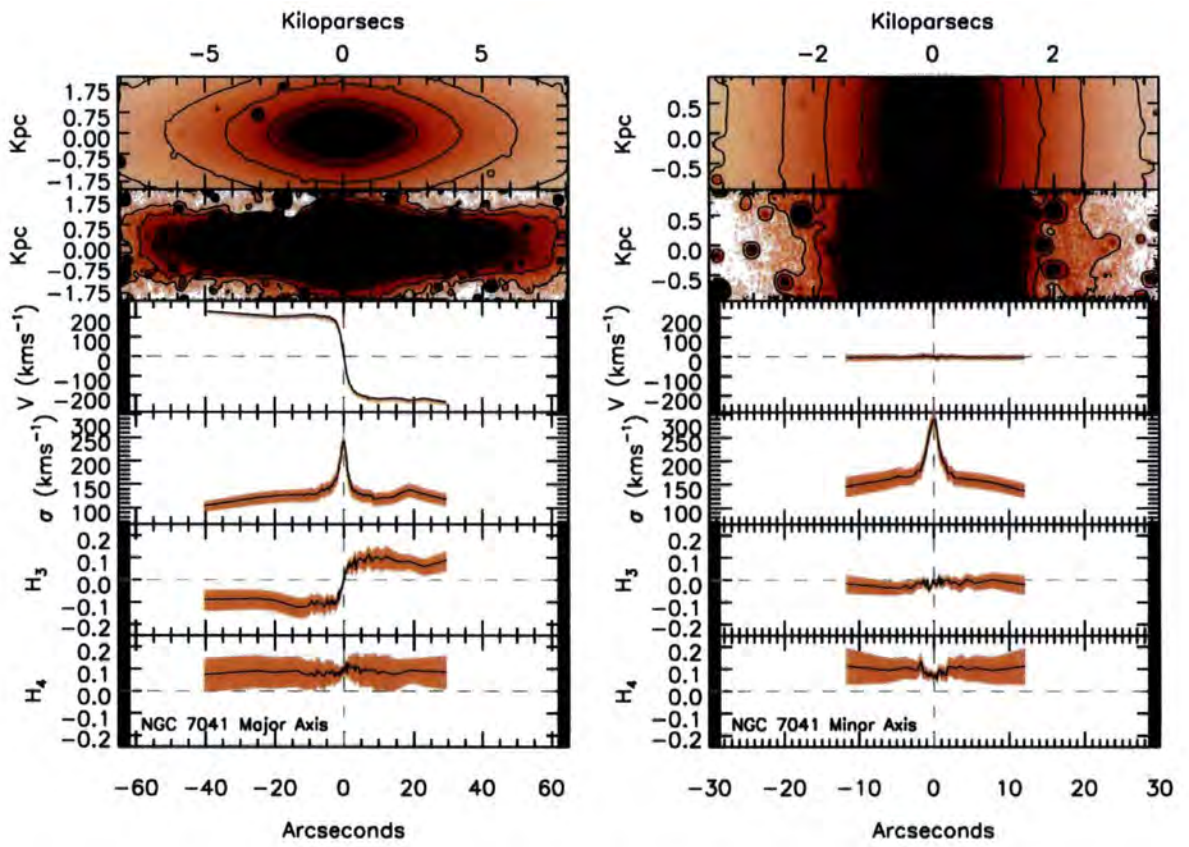 Kiloparsecs
-5 0 5
Kpc
1.75
0.75
0.00
-0.75
-1.75
Kpc
1.75
0.75
0.00
-0.75
-1.75
V (kms⁻¹)
200
100
0
-100
-200
σ (kms⁻¹)
300
250
200
150
100
H₃
0.2
0.1
0.0
-0.1
-0.2
H₄
0.2
0.1
0.0
-0.1
-0.2
NGC 7041 Major Axis
-60 -40 -20 0 20 40 60
Arcseconds
Kiloparsecs
-2 0 2
Kpc
0.5
0.0
-0.5
Kpc
0.5
0.0
-0.5
V (kms⁻¹)
200
100
0
-100
-200
σ (kms⁻¹)
300
250
200
150
100
H₃
0.2
0.1
0.0
-0.1
-0.2
H₄
0.2
0.1
0.0
-0.1
-0.2
NGC 7041 Minor Axis
-30 -20 -10 0 10 20 30
Arcseconds